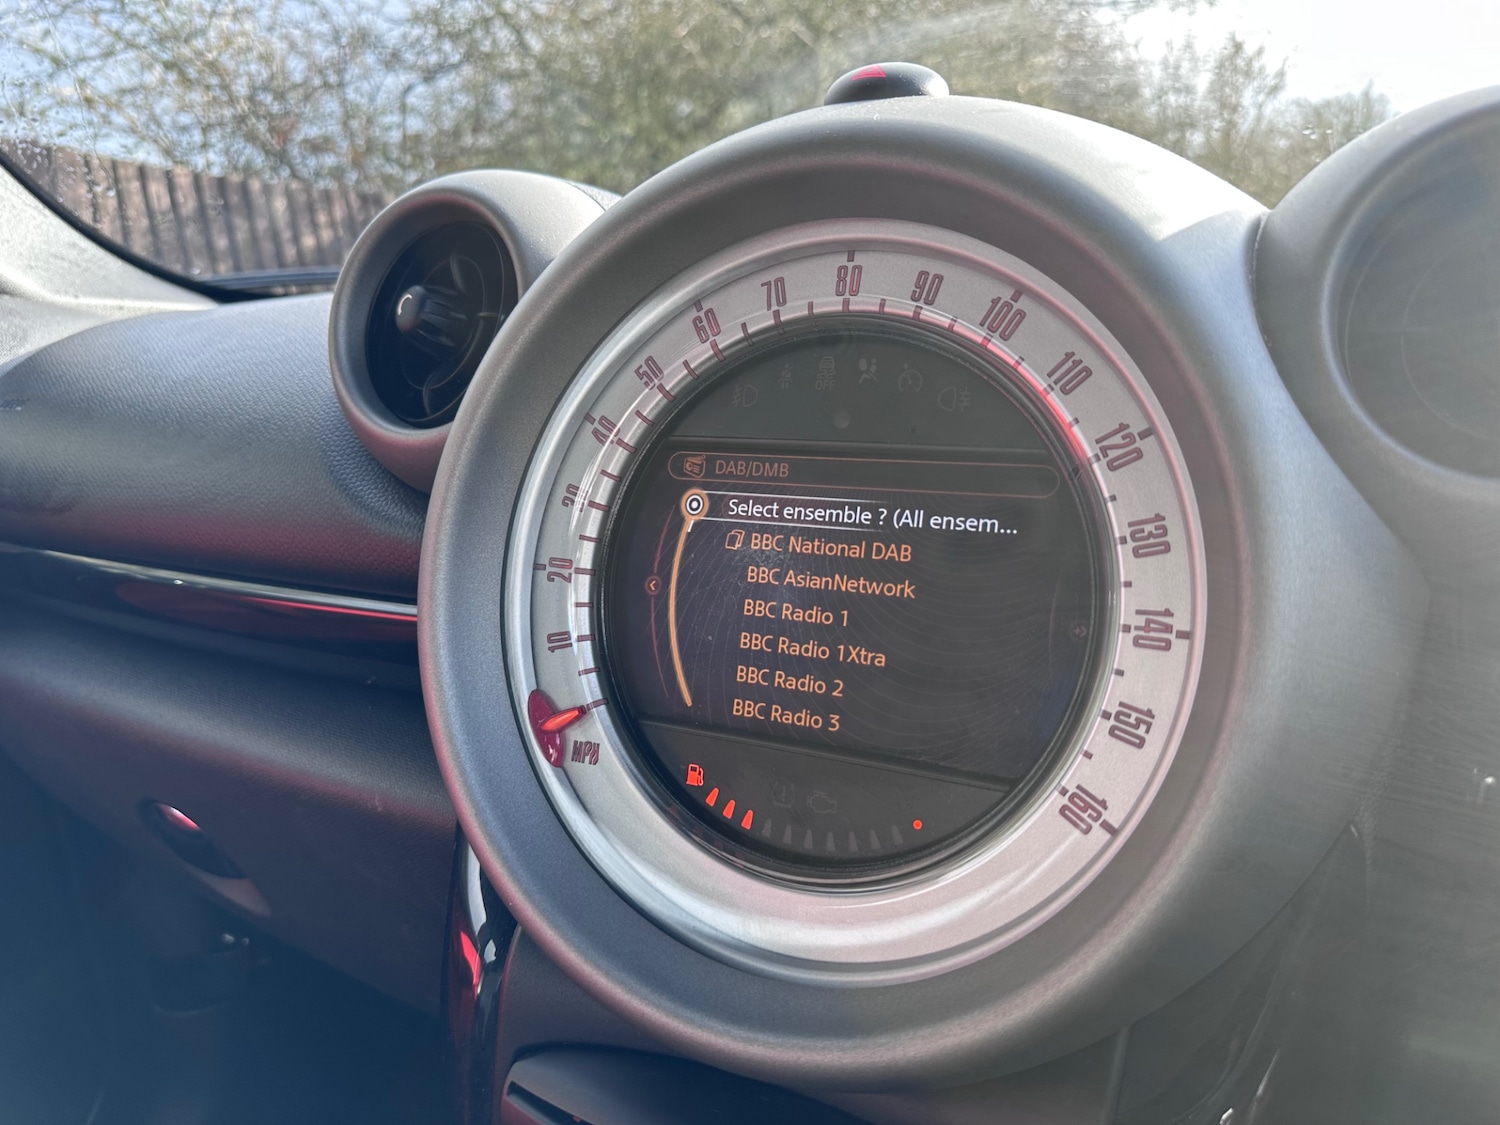 10
20
30
40
50
60
70
80
90
100
110
120
130
140
150
160
MPH
OFF
DAB/DMB
Select ensemble ? (All ensem...
BBC National DAB
BBC AsianNetwork
BBC Radio 1
BBC Radio 1Xtra
BBC Radio 2
BBC Radio 3